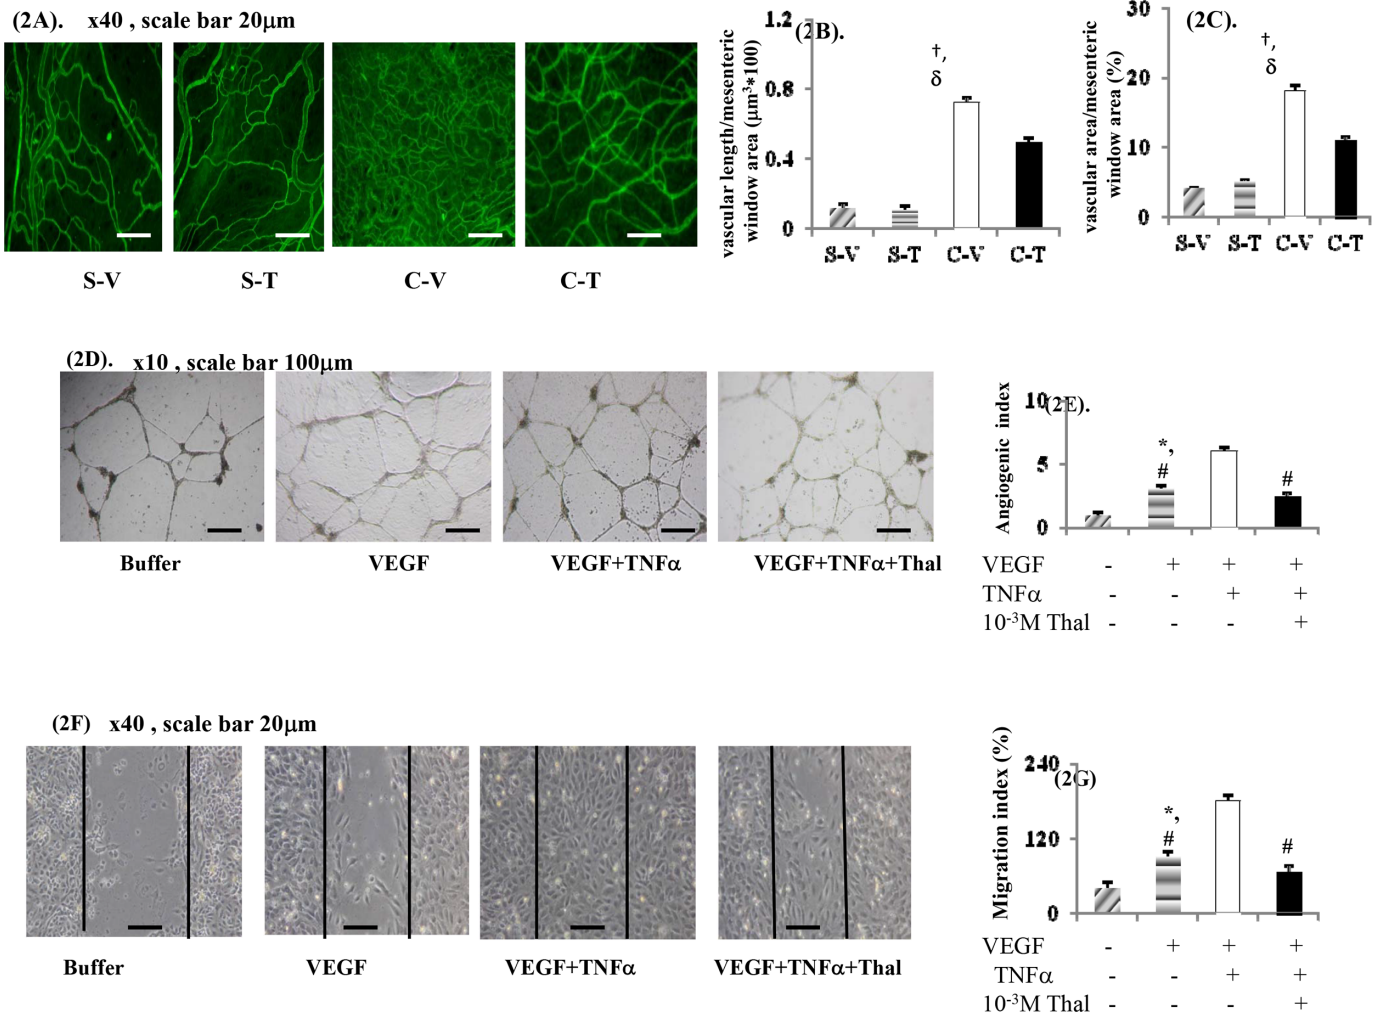 (2A). x40 , scale bar 20μm
S-V S-T C-V C-T
(2B).
vascular length/mesenteric
window area (μm³*100)
1.2
0.8
0.4
0
†,
δ
S-V S-T C-V C-T
(2C).
vascular area/mesenteric
window area (%)
30
20
10
0
†,
δ
S-V S-T C-V C-T
(2D). x10 , scale bar 100μm
Buffer VEGF VEGF+TNFα VEGF+TNFα+Thal
(2E).
Angiogenic index
10
5
0
*,
#
#
VEGF - + + +
TNFα - - + +
10⁻³M Thal - - - +
(2F) x40 , scale bar 20μm
Buffer VEGF VEGF+TNFα VEGF+TNFα+Thal
(2G)
Migration index (%)
240
120
0
*,
#
#
VEGF - + + +
TNFα - - + +
10⁻³M Thal - - - +